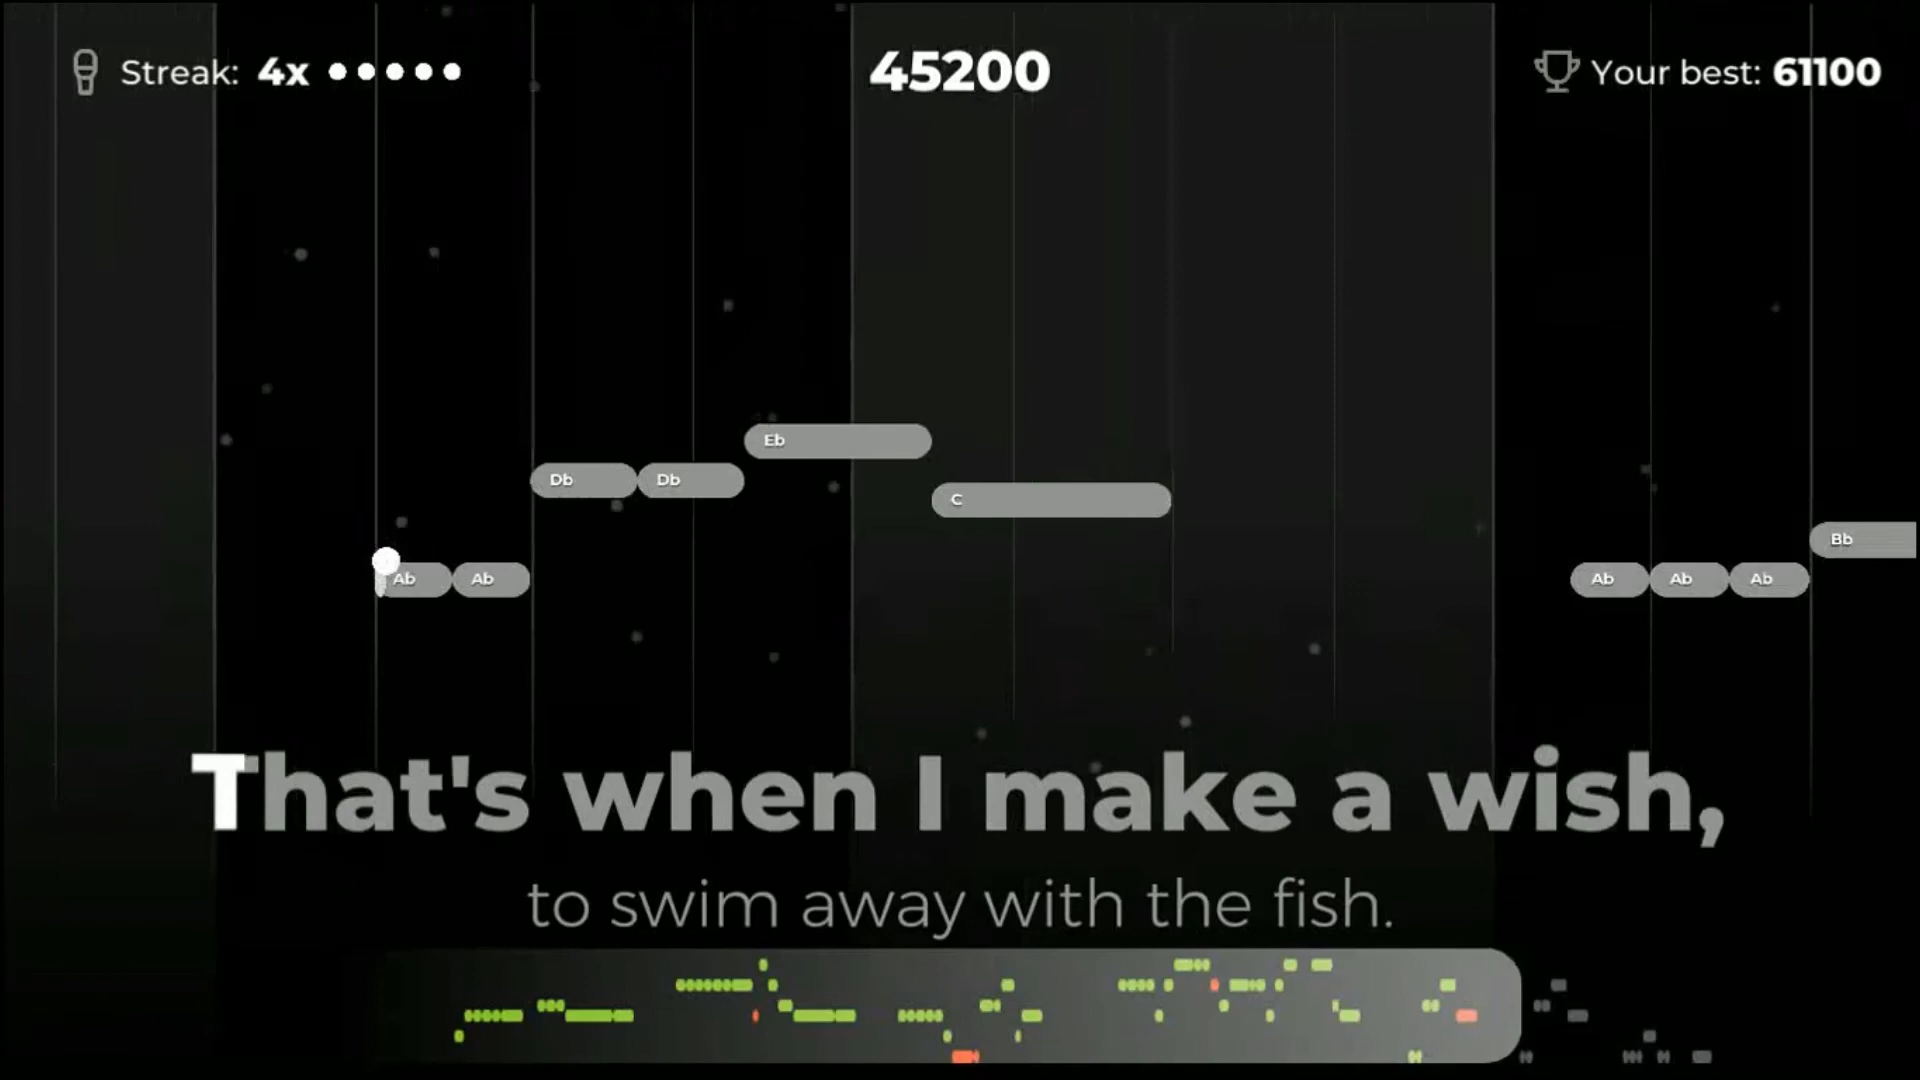 Streak: 4x
45200
Your best: 61100
Eb
Db Db
C
Bb
Ab Ab
Ab Ab Ab
That's when I make a wish,
to swim away with the fish.